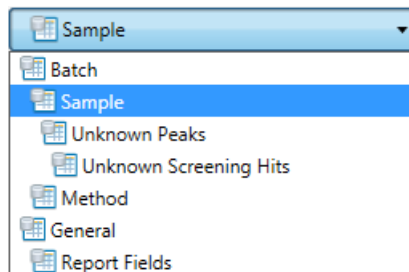 Sample
Batch
Sample
Unknown Peaks
Unknown Screening Hits
Method
General
Report Fields